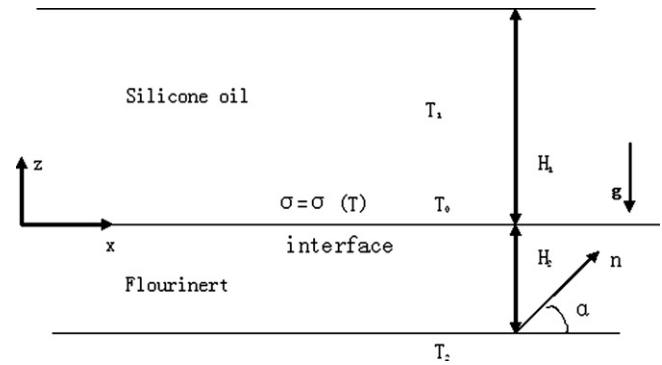 Silicone oil
T₁
H₁
z
g
σ=σ (T)
T₀
x
interface
H₂
n
Flourinert
α
T₂